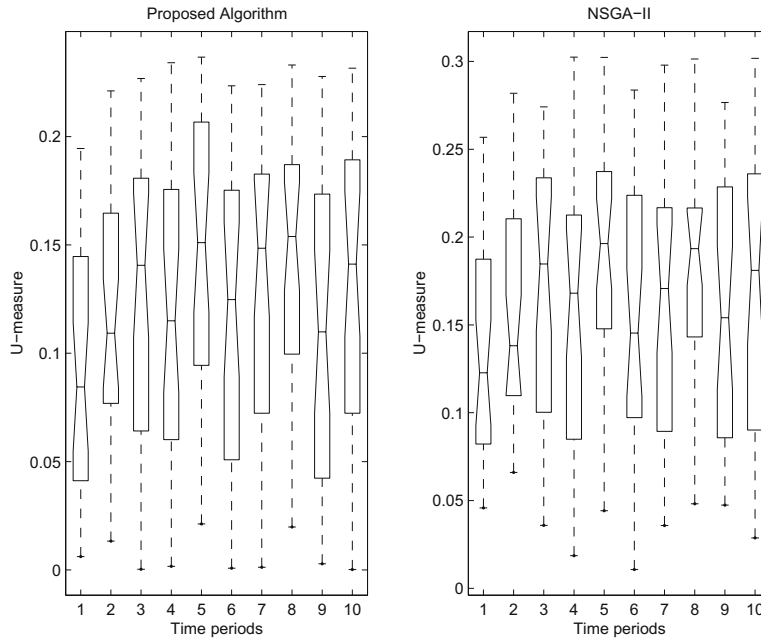 Proposed Algorithm
U-measure
0.2
0.15
0.1
0.05
0
1 2 3 4 5 6 7 8 9 10
Time periods
NSGA-II
U-measure
0.3
0.25
0.2
0.15
0.1
0.05
0
1 2 3 4 5 6 7 8 9 10
Time periods